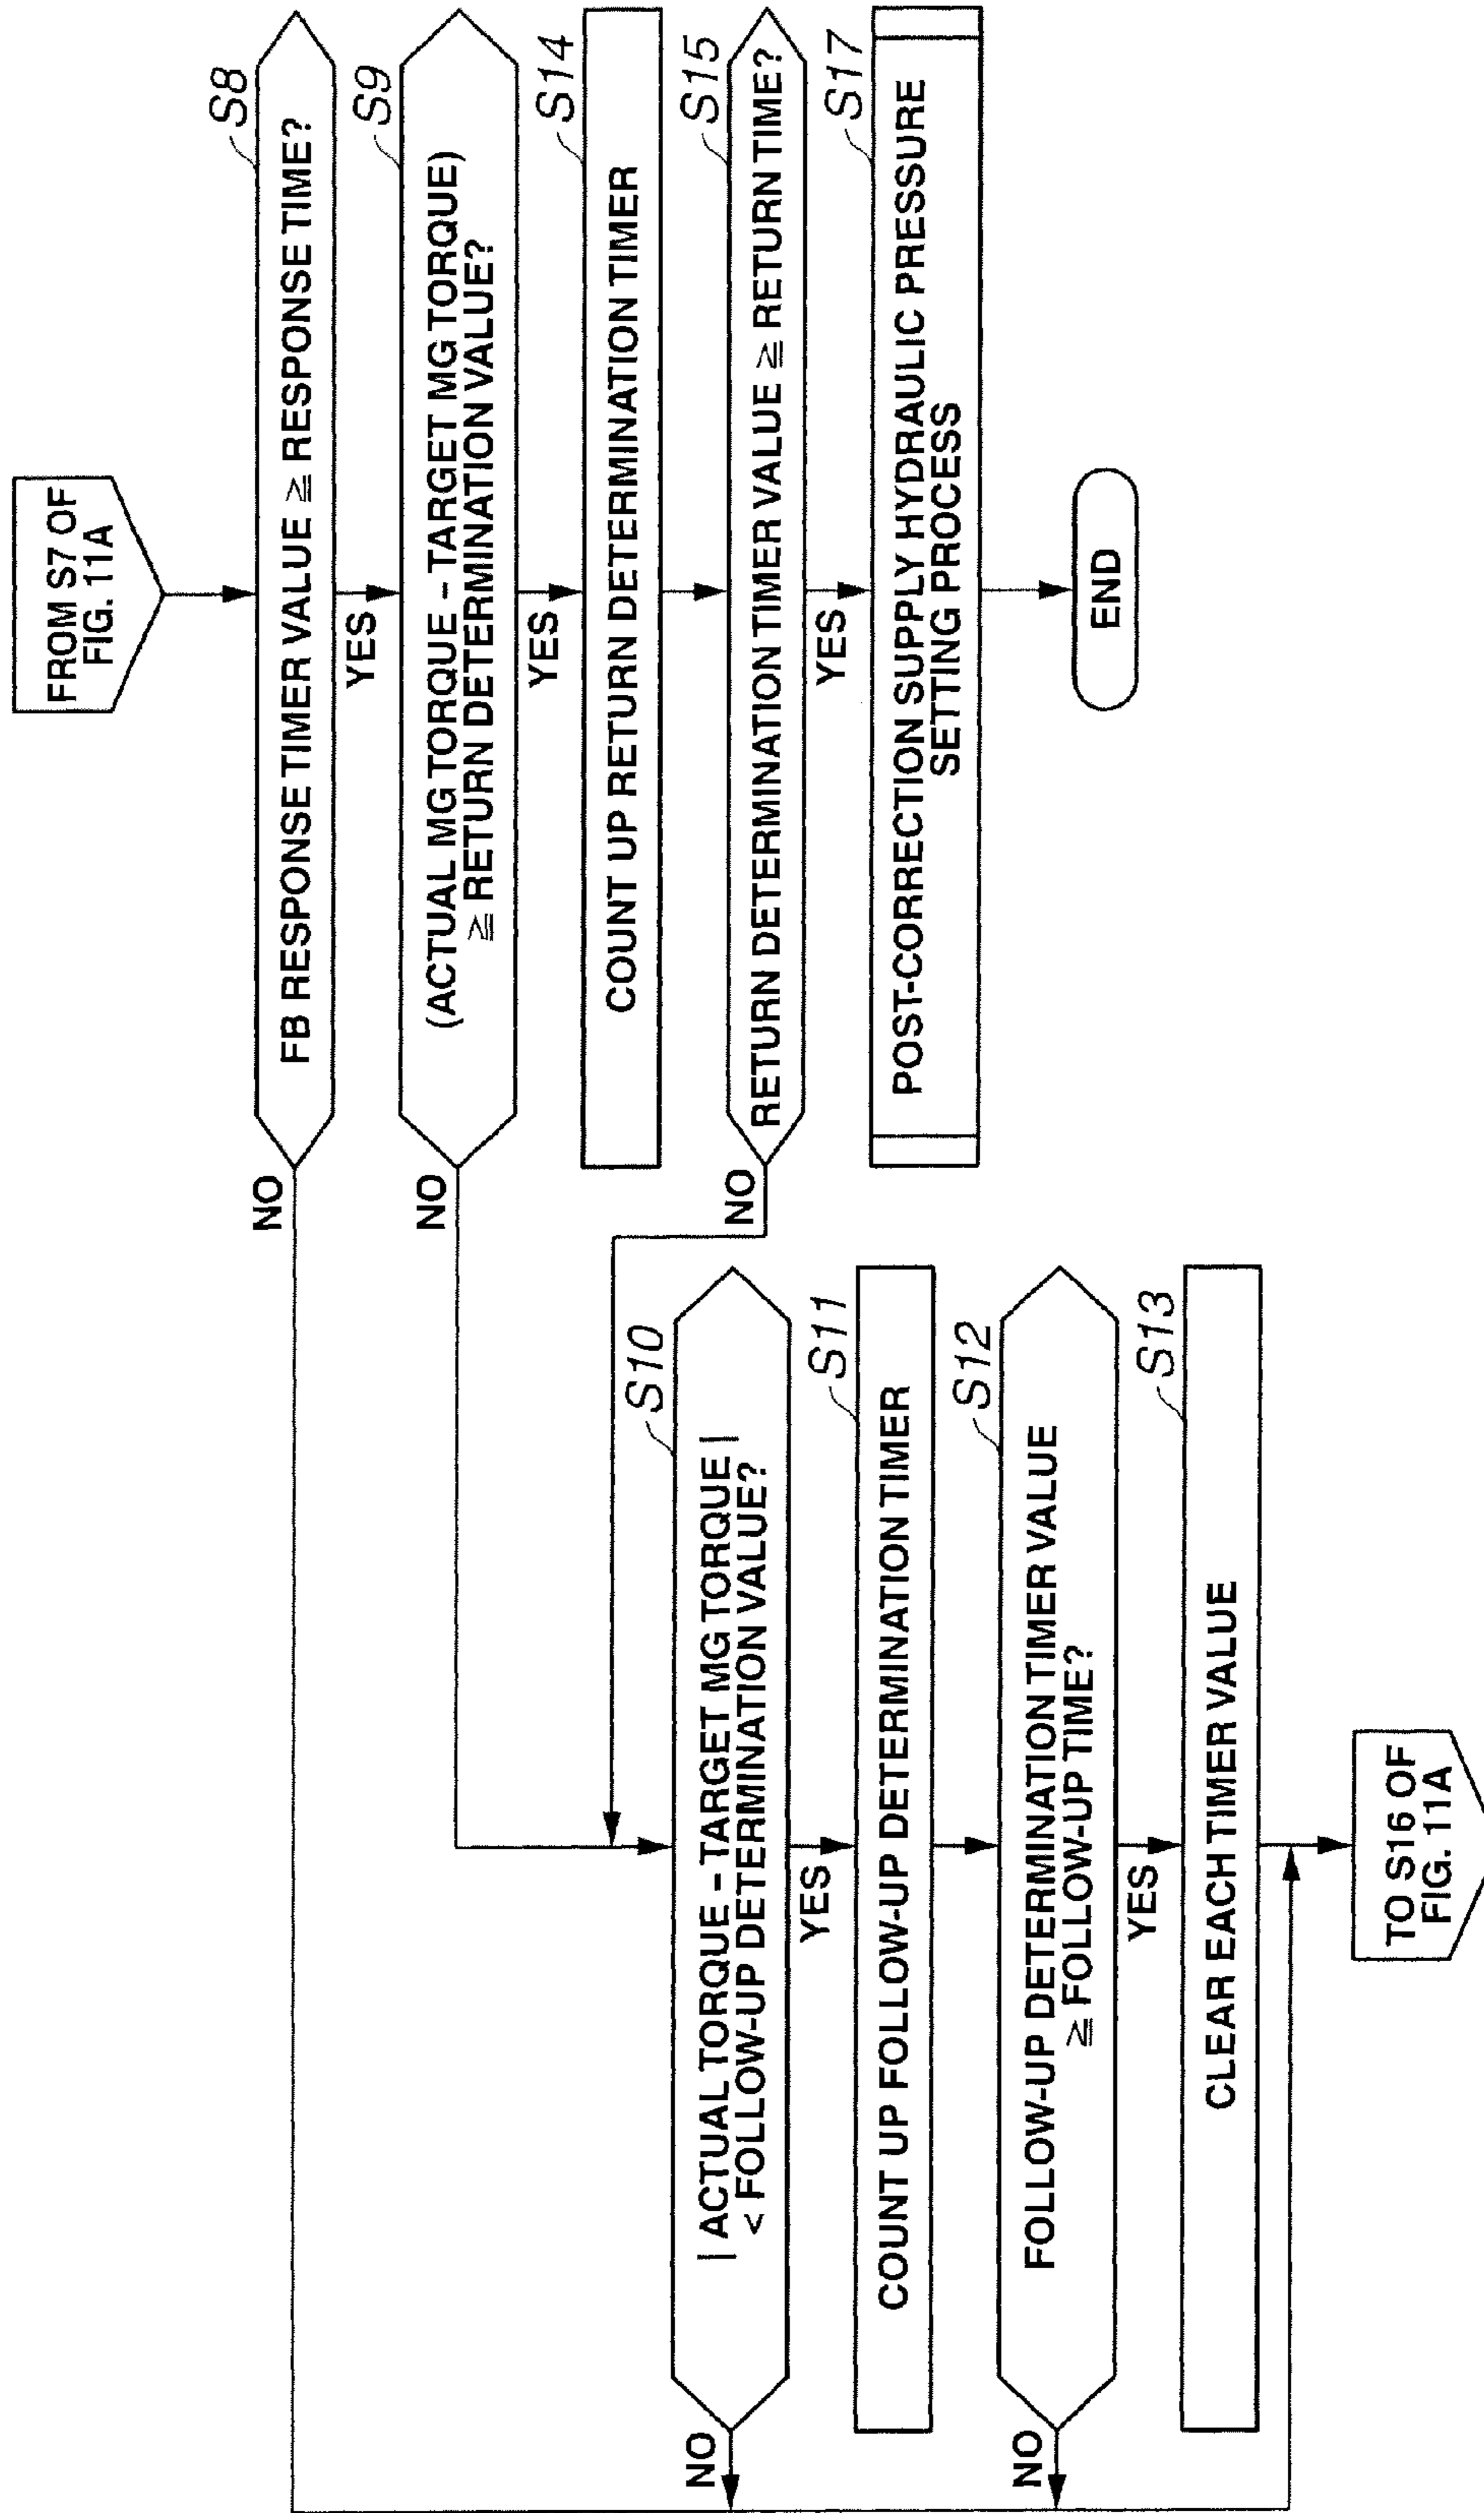 FROM S7 OF
FIG. 11A
S8
FB RESPONSE TIMER VALUE ≧ RESPONSE TIME?
NO
YES
S9
(ACTUAL MG TORQUE – TARGET MG TORQUE)
≧ RETURN DETERMINATION VALUE?
NO
YES
S14
COUNT UP RETURN DETERMINATION TIMER
S15
RETURN DETERMINATION TIMER VALUE ≧ RETURN TIME?
NO
YES
S17
POST-CORRECTION SUPPLY HYDRAULIC PRESSURE
SETTING PROCESS
END
S10
| ACTUAL TORQUE – TARGET MG TORQUE |
< FOLLOW-UP DETERMINATION VALUE?
NO
YES
S11
COUNT UP FOLLOW-UP DETERMINATION TIMER
S12
FOLLOW-UP DETERMINATION TIMER VALUE
≧ FOLLOW-UP TIME?
NO
YES
S13
CLEAR EACH TIMER VALUE
TO S16 OF
FIG. 11A